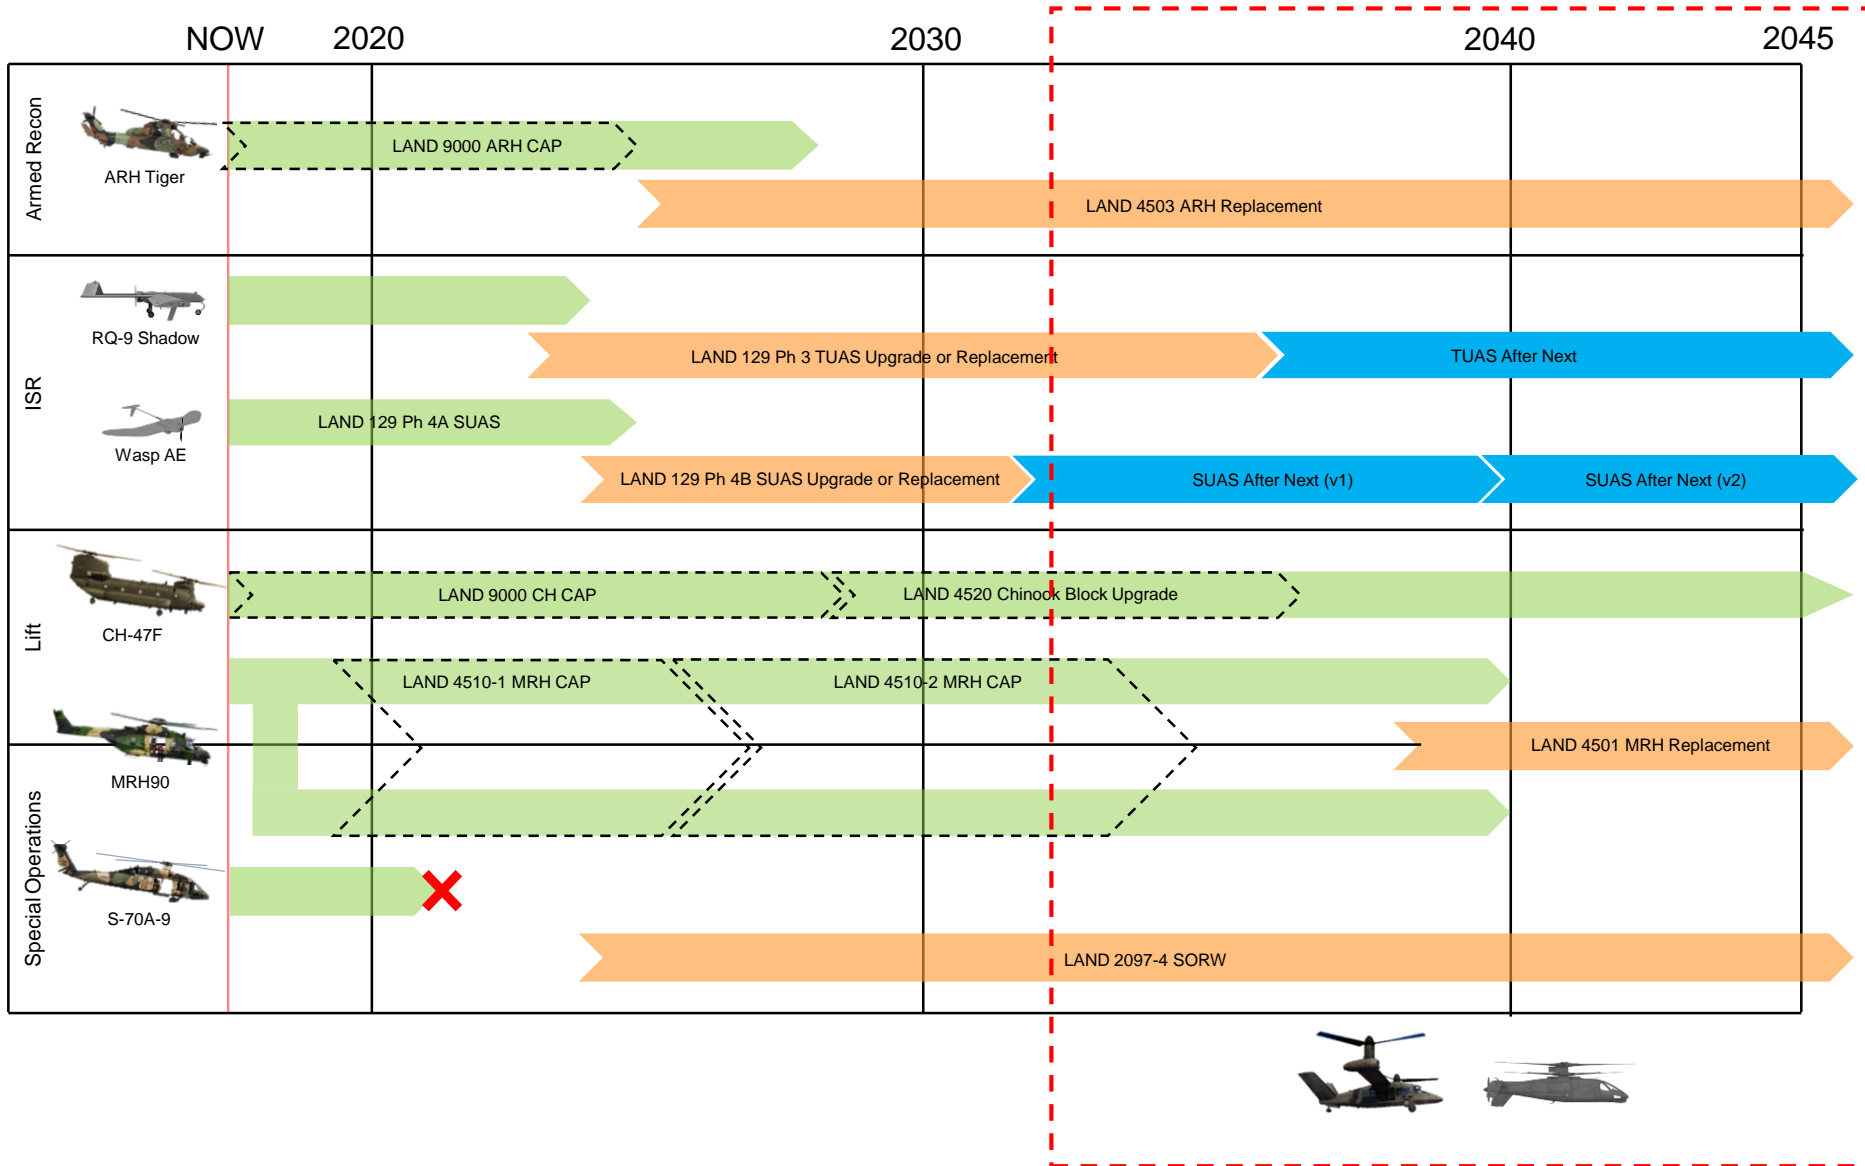 NOW
2020
2030
2040
2045
Armed Recon
ARH Tiger
LAND 9000 ARH CAP
LAND 4503 ARH Replacement
ISR
RQ-9 Shadow
LAND 129 Ph 3 TUAS Upgrade or Replacement
TUAS After Next
Wasp AE
LAND 129 Ph 4A SUAS
LAND 129 Ph 4B SUAS Upgrade or Replacement
SUAS After Next (v1)
SUAS After Next (v2)
Lift
CH-47F
LAND 9000 CH CAP
LAND 4520 Chinook Block Upgrade
LAND 4510-1 MRH CAP
LAND 4510-2 MRH CAP
MRH90
LAND 4501 MRH Replacement
Special Operations
S-70A-9
LAND 2097-4 SORW